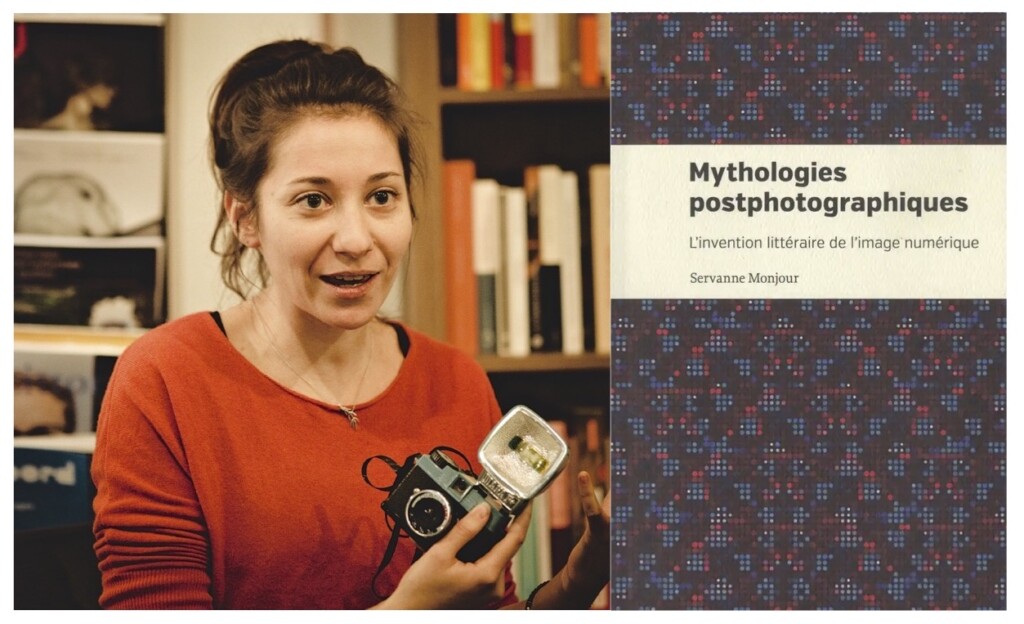 Mythologies
postphotographiques
L'invention littéraire de l'image numérique
Servanne Monjour